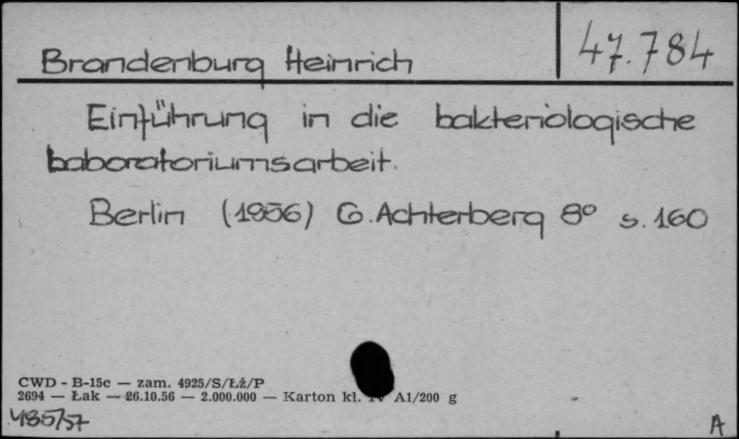 Brandenburg Heinrich
47.784
Einführung in die bakteriologische
Laboratoriumsarbeit.
Berlin (1956) G. Achterberg 8° s. 160
CWD - B-15c — zam. 4925/S/Łż/P
2694 — Łak — 26.10.56 — 2.000.000 — Karton kl. IV A1/200 g
485/57
A